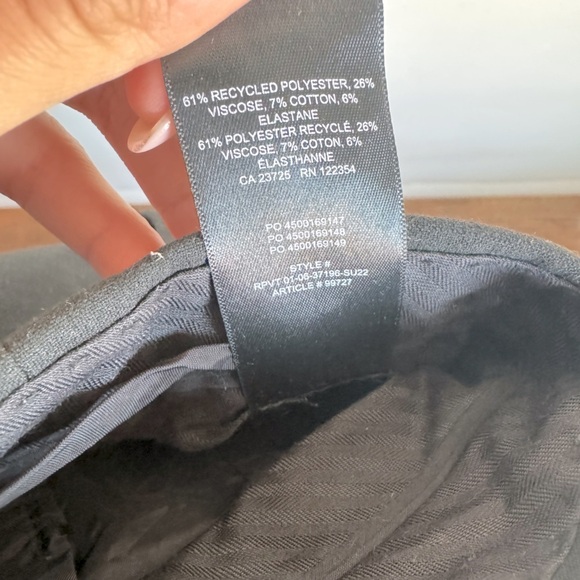 61% RECYCLED POLYESTER, 26%
VISCOSE, 7% COTTON, 6%
ELASTANE
61% POLYESTER RECYCLÉ, 26%
VISCOSE, 7% COTON, 6%
ÉLASTHANNE
CA 23725 RN 122354
PO 4500169147
PO 4500169148
PO 4500169149
STYLE #
RPVT 01-06-37196-SU22
ARTICLE # 99727